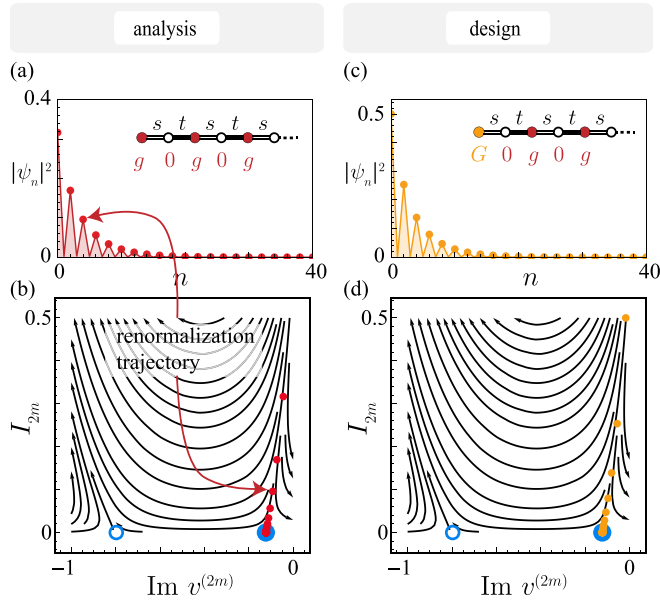 analysis
design
(a)
0.4
|ψₙ|²
0
0
n
40
s t s t s
g 0 g 0 g
(c)
0.5
|ψₙ|²
0
0
n
40
s t s t s
G 0 g 0 g
(b)
0.5
I₂ₘ
0
-1
0
Im v⁽²ᵐ⁾
renormalization
trajectory
(d)
0.5
I₂ₘ
0
-1
0
Im v⁽²ᵐ⁾